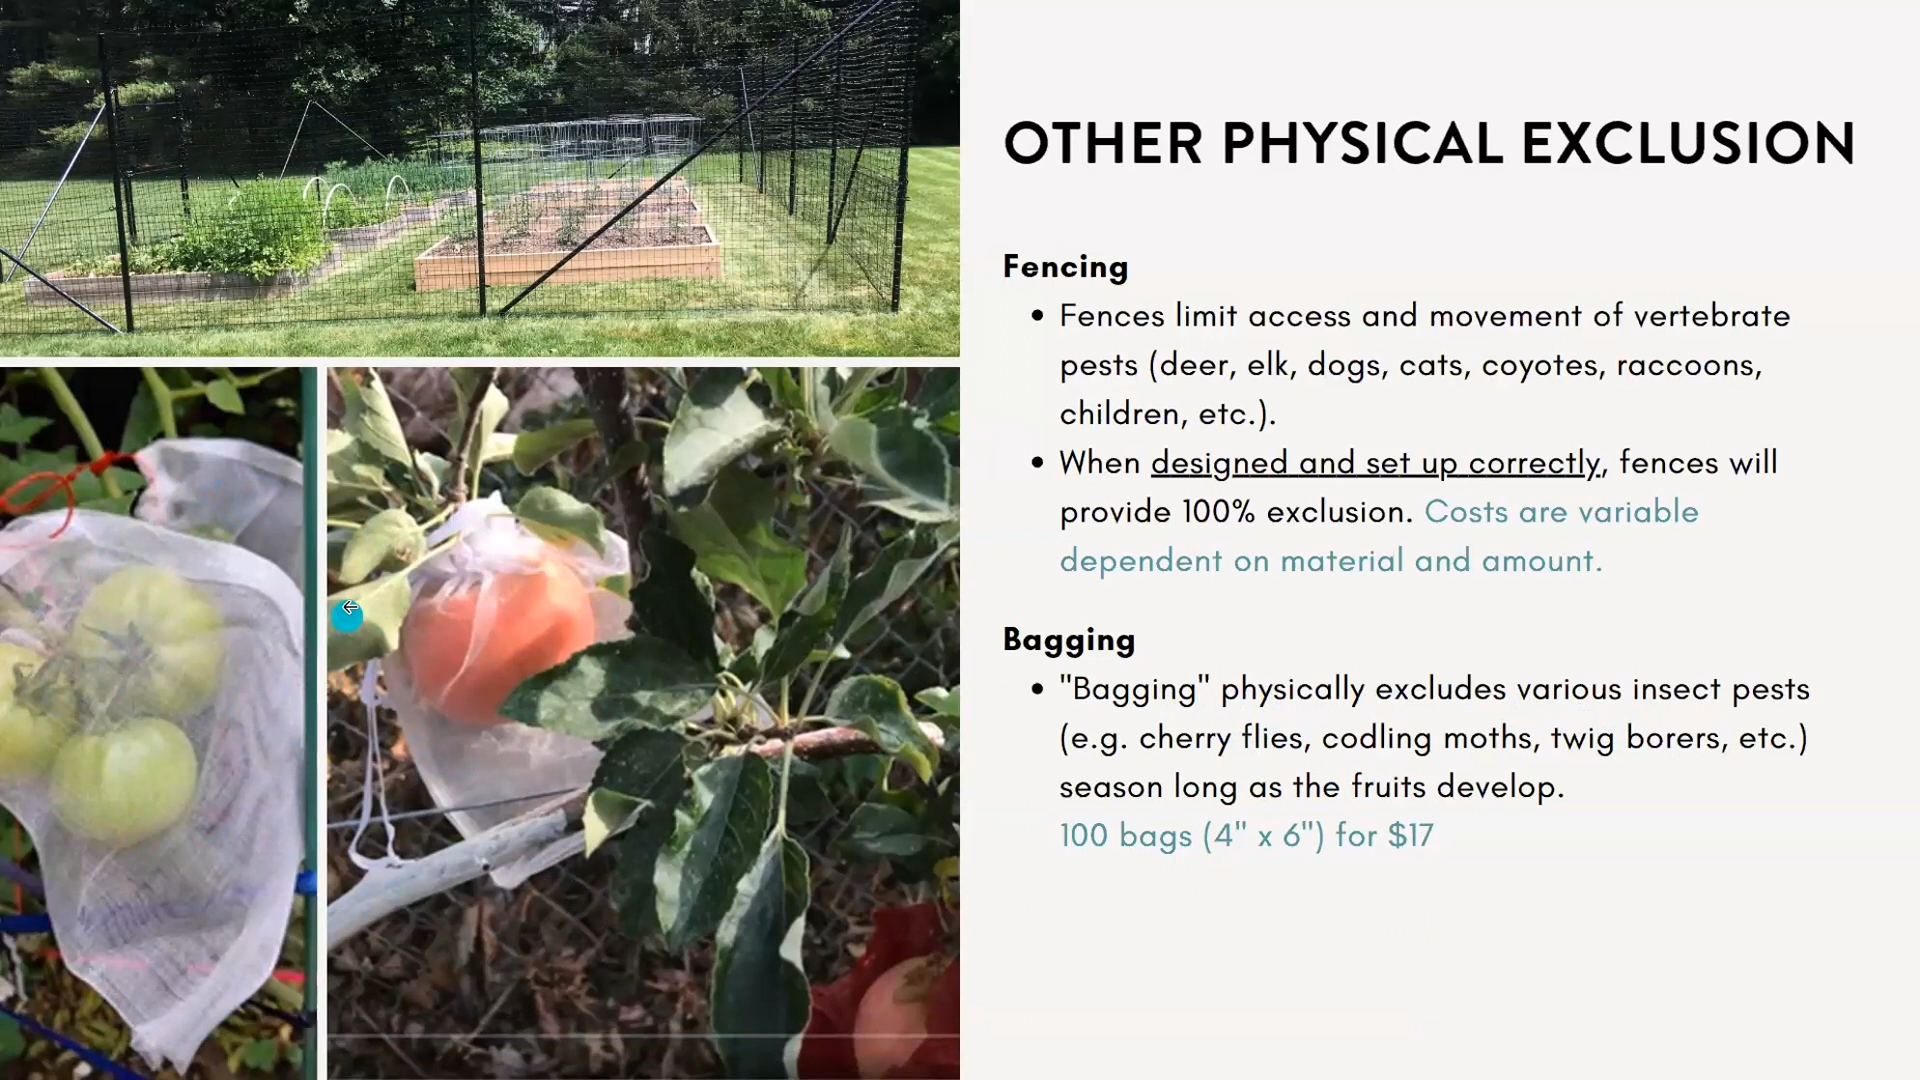 OTHER PHYSICAL EXCLUSION
Fencing
• Fences limit access and movement of vertebrate
pests (deer, elk, dogs, cats, coyotes, raccoons,
children, etc.).
• When designed and set up correctly, fences will
provide 100% exclusion. Costs are variable
dependent on material and amount.
Bagging
• "Bagging" physically excludes various insect pests
(e.g. cherry flies, codling moths, twig borers, etc.)
season long as the fruits develop.
100 bags (4" x 6") for $17